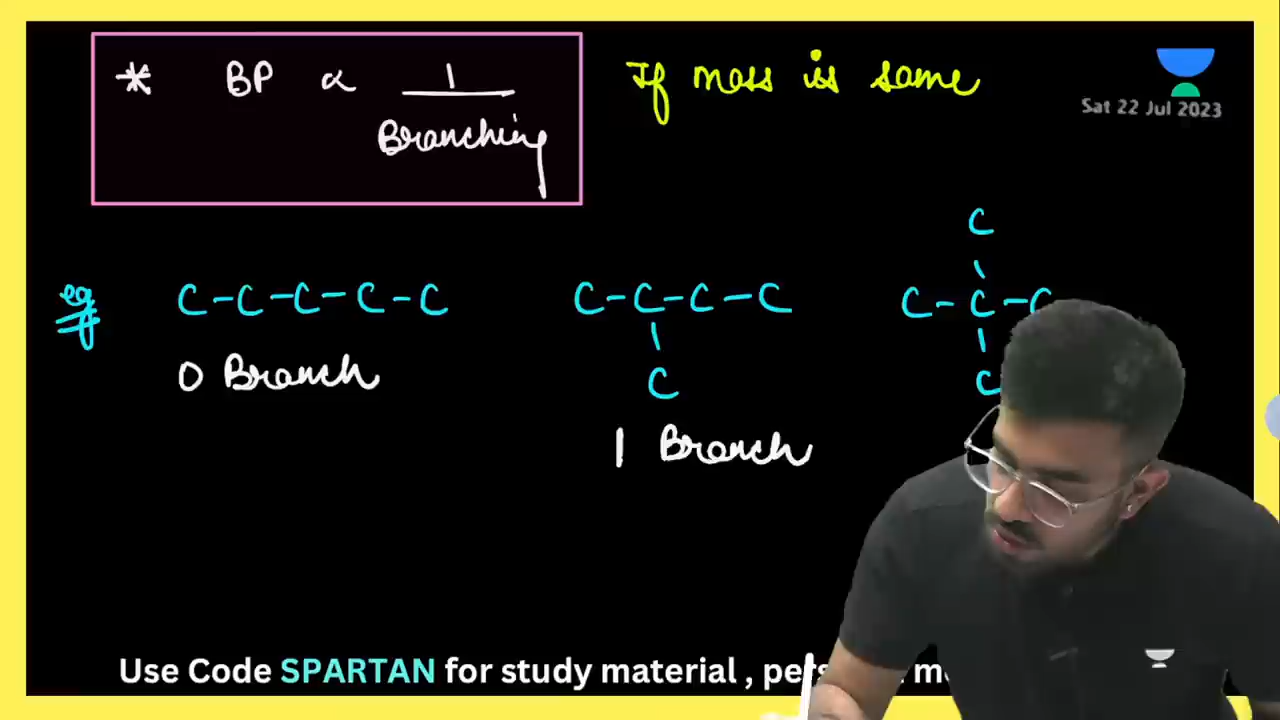 * BP ∝ 1 / Branching
If mass is same
Sat 22 Jul 2023
eg
C-C-C-C-C
C-C-C-C
C
C
C-C-C
C
0 Branch
1 Branch
Use Code SPARTAN for study material ,